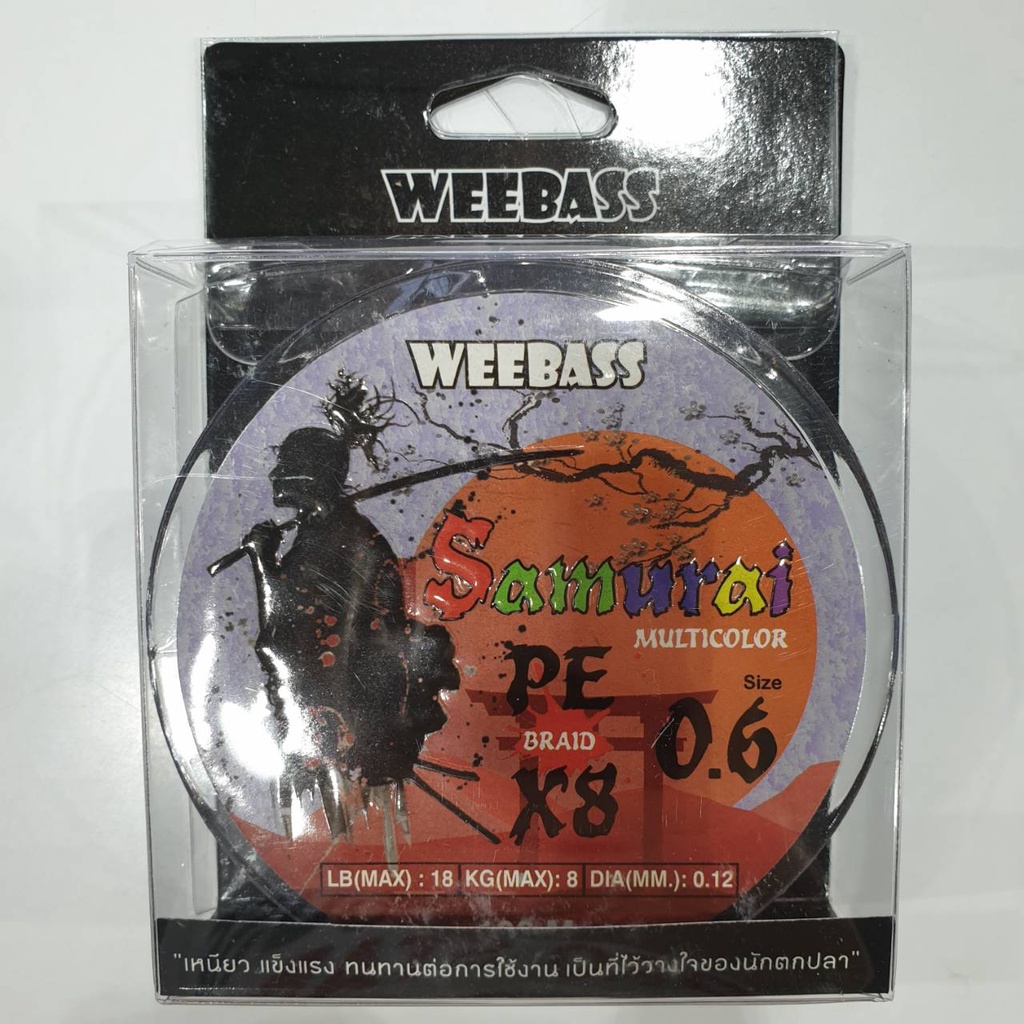 WEEBASS
WEEBASS
Samurai
MULTICOLOR
PE
Size
BRAID
0.6
X8
LB(MAX) : 18 KG(MAX): 8 DIA(MM.): 0.12
"เหนียว แข็งแรง ทนทานต่อการใช้งาน เป็นที่ไว้วางใจของนักตกปลา"